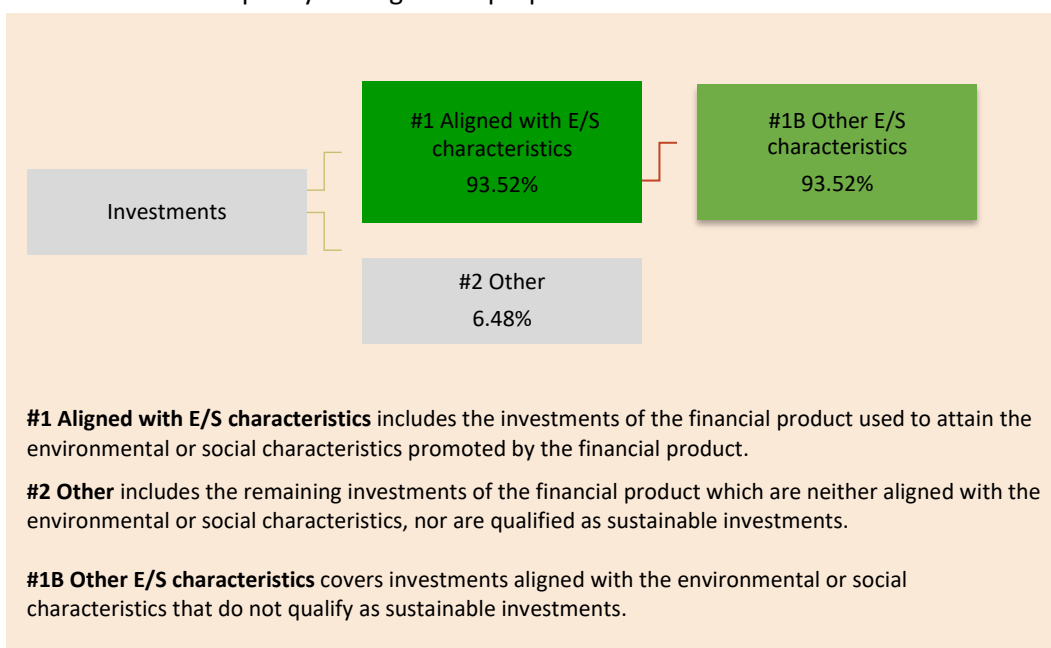 #1 Aligned with E/S
characteristics
93.52%
#1B Other E/S
characteristics
93.52%
Investments
#2 Other
6.48%
#1 Aligned with E/S characteristics includes the investments of the financial product used to attain the
environmental or social characteristics promoted by the financial product.
#2 Other includes the remaining investments of the financial product which are neither aligned with the
environmental or social characteristics, nor are qualified as sustainable investments.
#1B Other E/S characteristics covers investments aligned with the environmental or social
characteristics that do not qualify as sustainable investments.